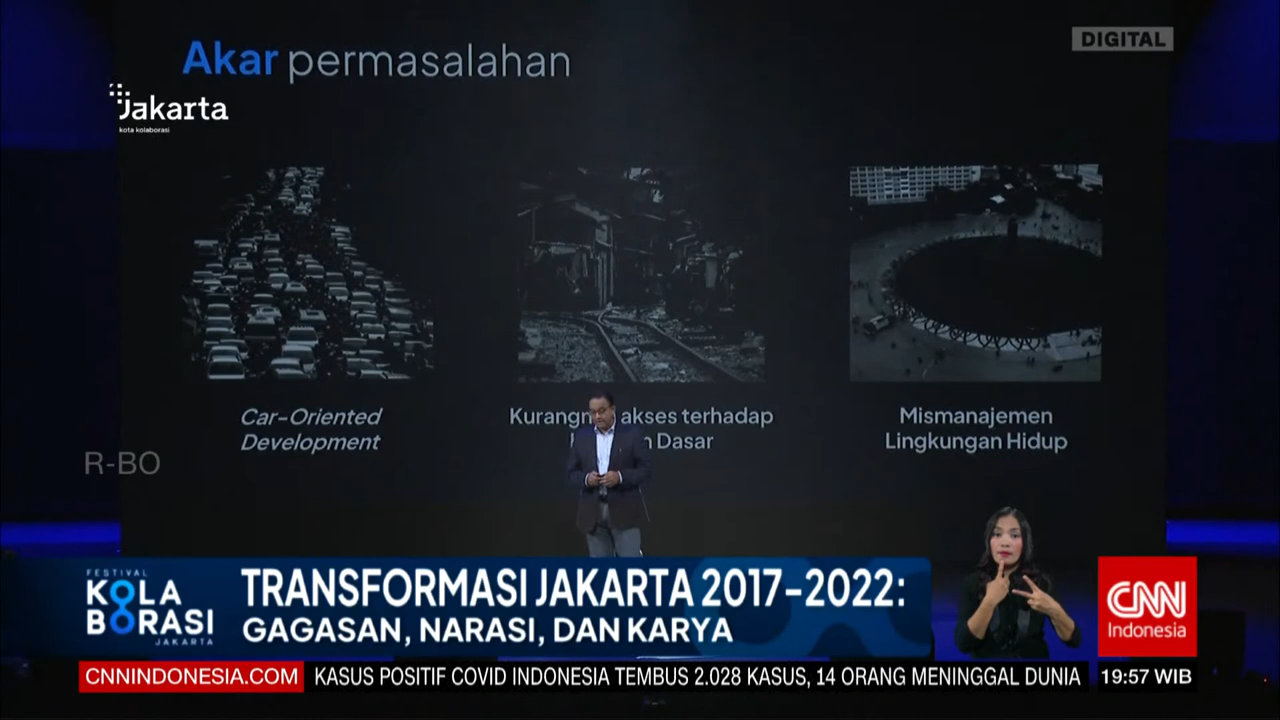 Akar permasalahan
DIGITAL
Jakarta
kota kolaborasi
Car-Oriented
Development
akses terhadap
Dasar
Mismanajemen
Lingkungan Hidup
R-BO
FESTIVAL
KOLA
BORASI
JAKARTA
TRANSFORMASI JAKARTA 2017-2022:
GAGASAN, NARASI, DAN KARYA
CNN
Indonesia
CNNINDONESIA.COM
KASUS POSITIF COVID INDONESIA TEMBUS 2.028 KASUS, 14 ORANG MENINGGAL DUNIA
19:57 WIB